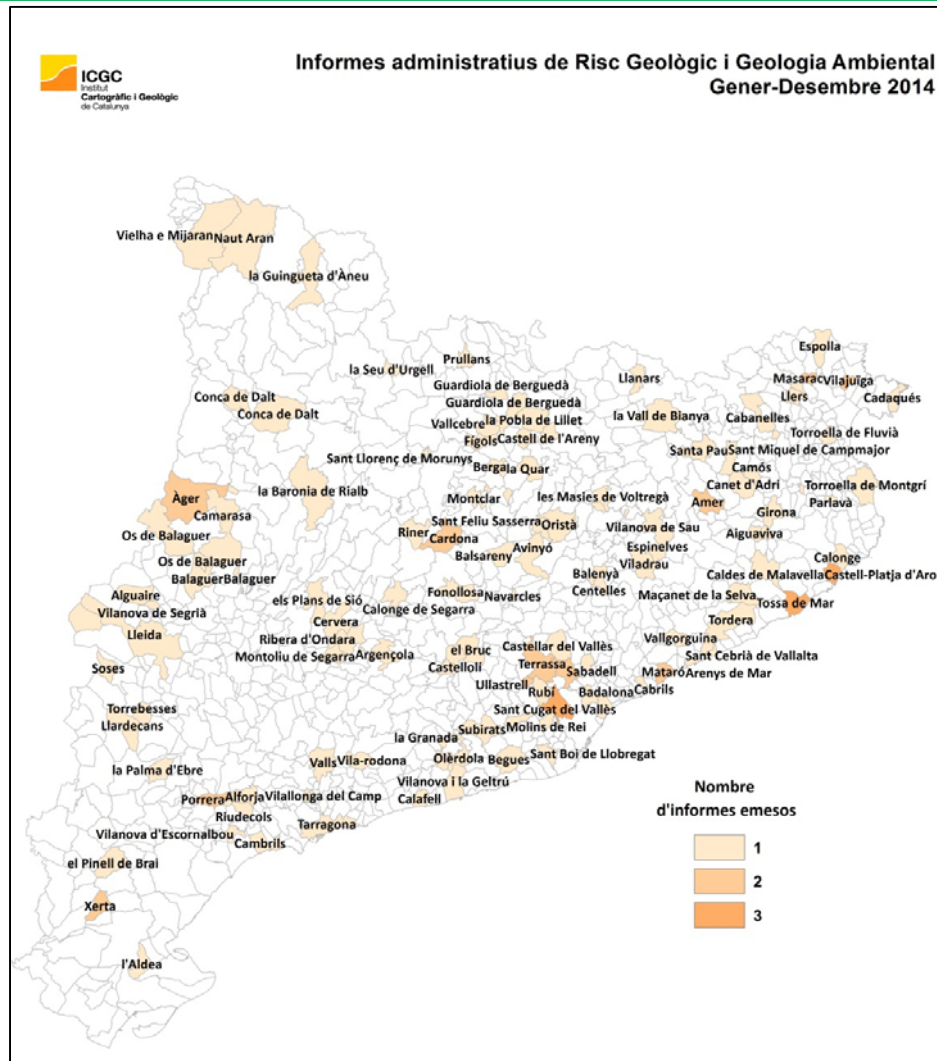 ICGC
Institut
Cartogràfic i Geològic
de Catalunya
Informes administratius de Risc Geològic i Geologia Ambiental
Gener-Desembre 2014
Vielha e Mijaran
Naut Aran
la Guingueta d'Àneu
Espolla
Prullans
la Seu d'Urgell
Llanars
Masarac
Vilajuïga
Guardiola de Berguedà
Llers
Cadaqués
Conca de Dalt
Guardiola de Berguedà
Conca de Dalt
la Vall de Bianya
Cabanelles
Vallcebre
la Pobla de Lillet
Torroella de Fluvià
Fígols
Castell de l'Areny
Santa Pau
Sant Miquel de Campmajor
Sant Llorenç de Morunys
Berga
la Quar
Camós
Canet d'Adri
Torroella de Montgrí
la Baronia de Rialb
Àger
Montclar
les Masies de Voltregà
Amer
Parlavà
Camarasa
Girona
Sant Feliu Sasserra
Oristà
Vilanova de Sau
Riner
Cardona
Aiguaviva
Os de Balaguer
Avinyó
Espinelves
Balsareny
Calonge
Os de Balaguer
Viladrau
Balaguer
Balaguer
Balenyà
Caldes de Malavella
Castell-Platja d'Aro
Centelles
Alguaire
els Plans de Sió
Fonollosa
Navarcles
Maçanet de la Selva
Vilanova de Segrià
Calonge de Segarra
Tossa de Mar
Cervera
Tordera
Lleida
Ribera d'Ondara
el Bruc
Castellar del Vallès
Vallgorguina
Montoliu de Segarra
Argençola
Sant Cebrià de Vallalta
Soses
Castellolí
Terrassa
Sabadell
Mataró
Arenys de Mar
Ullastrell
Rubí
Badalona
Cabrils
Torrebesses
Sant Cugat del Vallès
Llardecans
Subirats
Molins de Rei
la Granada
Sant Boi de Llobregat
Valls
Vila-rodona
Olèrdola
Begues
la Palma d'Ebre
Vilanova i la Geltrú
Porrera
Alforja
Vilallonga del Camp
Calafell
Riudecols
Tarragona
Vilanova d'Escornalbou
Cambrils
el Pinell de Brai
Xerta
l'Aldea
Nombre
d'informes emesos
1
2
3